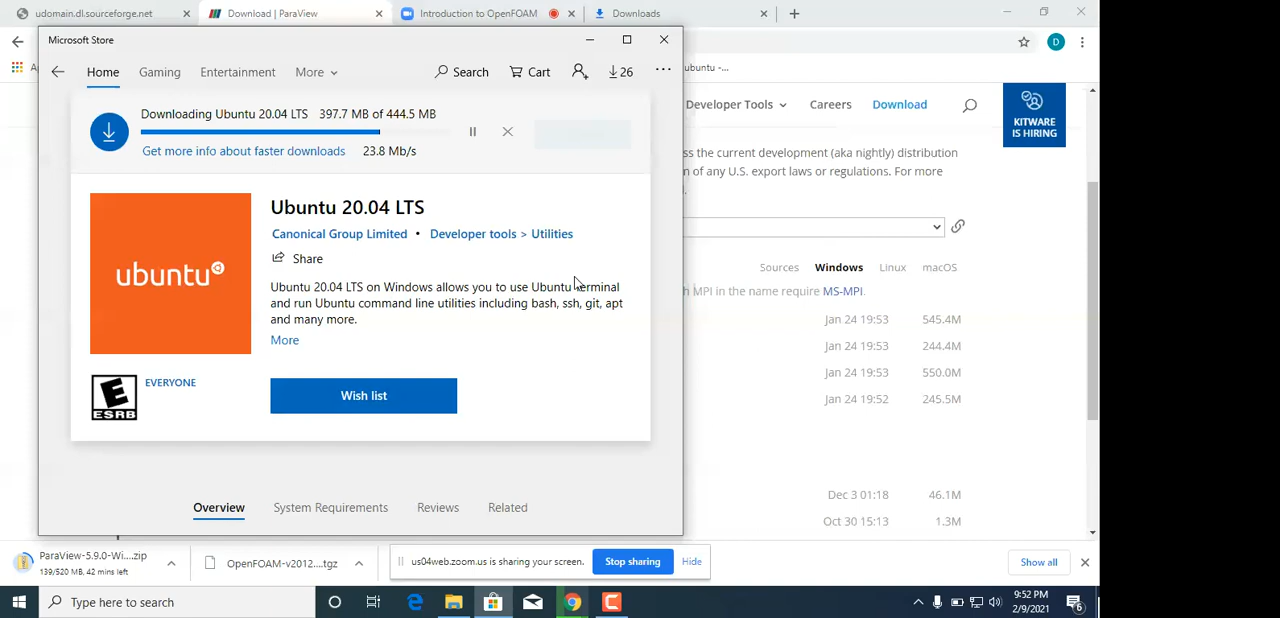 udomain.dl.sourceforge.net
Download | ParaView
Introduction to OpenFOAM
Downloads
Microsoft Store
D
ubuntu -...
Home
Gaming
Entertainment
More
Search
Cart
26
Developer Tools
Careers
Download
KITWARE
IS HIRING
Downloading Ubuntu 20.04 LTS 397.7 MB of 444.5 MB
Get more info about faster downloads
23.8 Mb/s
ss the current development (aka nightly) distribution
n of any U.S. export laws or regulations. For more
Ubuntu 20.04 LTS
Canonical Group Limited • Developer tools > Utilities
Share
ubuntu
Ubuntu 20.04 LTS on Windows allows you to use Ubuntu Terminal
and run Ubuntu command line utilities including bash, ssh, git, apt
and many more.
More
Sources
Windows
Linux
macOS
h MPI in the name require MS-MPI.
Jan 24 19:53 545.4M
Jan 24 19:53 244.4M
Jan 24 19:53 550.0M
Jan 24 19:52 245.5M
E
ESRB
EVERYONE
Wish list
Dec 3 01:18 46.1M
Oct 30 15:13 1.3M
Overview
System Requirements
Reviews
Related
ParaView-5.9.0-Wi....zip
139/520 MB, 42 mins left
OpenFOAM-v2012....tgz
us04web.zoom.us is sharing your screen.
Stop sharing
Hide
Show all
Type here to search
9:52 PM
2/9/2021
6